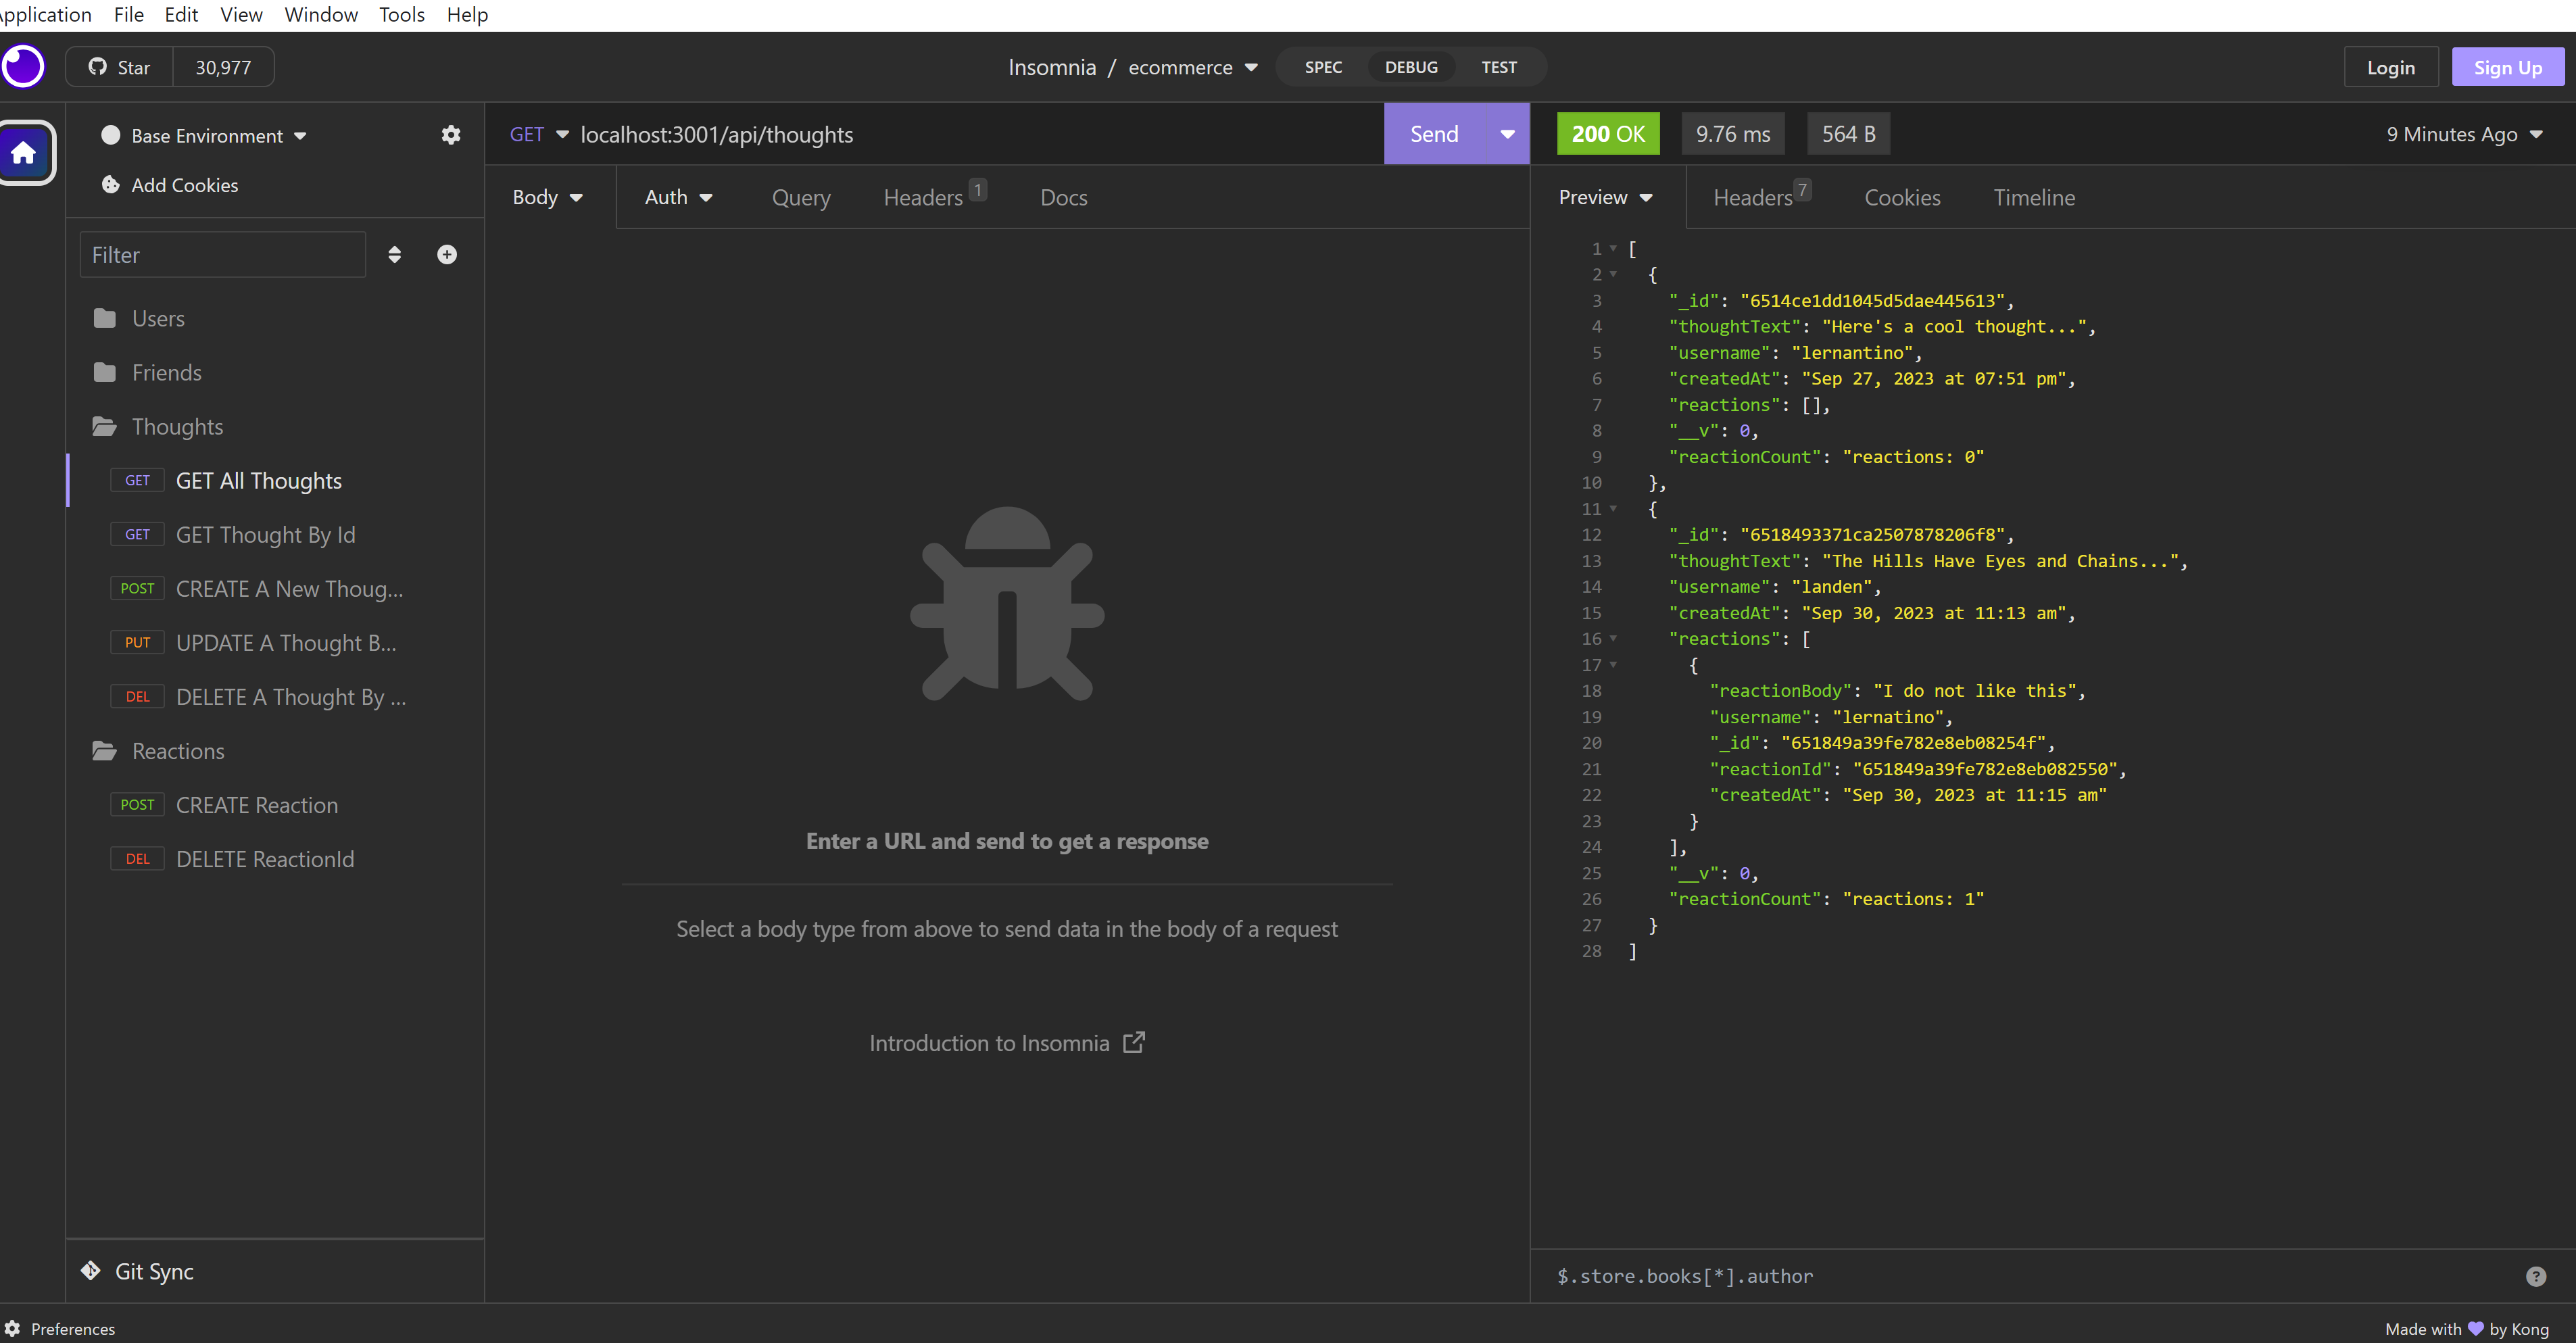 Application File Edit View Window Tools Help
Star 30,977
Insomnia / ecommerce
SPEC DEBUG TEST
Login Sign Up
Base Environment
Add Cookies
Filter
Users
Friends
Thoughts
GET GET All Thoughts
GET GET Thought By Id
POST CREATE A New Thoug...
PUT UPDATE A Thought B...
DEL DELETE A Thought By ...
Reactions
POST CREATE Reaction
DEL DELETE ReactionId
Git Sync
GET localhost:3001/api/thoughts
Send
Body Auth Query Headers 1 Docs
Enter a URL and send to get a response
Select a body type from above to send data in the body of a request
Introduction to Insomnia
200 OK 9.76 ms 564 B 9 Minutes Ago
Preview Headers 7 Cookies Timeline
1 [
2 {
3 "_id": "6514ce1dd1045d5dae445613",
4 "thoughtText": "Here's a cool thought...",
5 "username": "lernantino",
6 "createdAt": "Sep 27, 2023 at 07:51 pm",
7 "reactions": [],
8 "__v": 0,
9 "reactionCount": "reactions: 0"
10 },
11 {
12 "_id": "6518493371ca2507878206f8",
13 "thoughtText": "The Hills Have Eyes and Chains...",
14 "username": "landen",
15 "createdAt": "Sep 30, 2023 at 11:13 am",
16 "reactions": [
17 {
18 "reactionBody": "I do not like this",
19 "username": "lernatino",
20 "_id": "651849a39fe782e8eb08254f",
21 "reactionId": "651849a39fe782e8eb082550",
22 "createdAt": "Sep 30, 2023 at 11:15 am"
23 }
24 ],
25 "__v": 0,
26 "reactionCount": "reactions: 1"
27 }
28 ]
$.store.books[*].author
Preferences
Made with by Kong